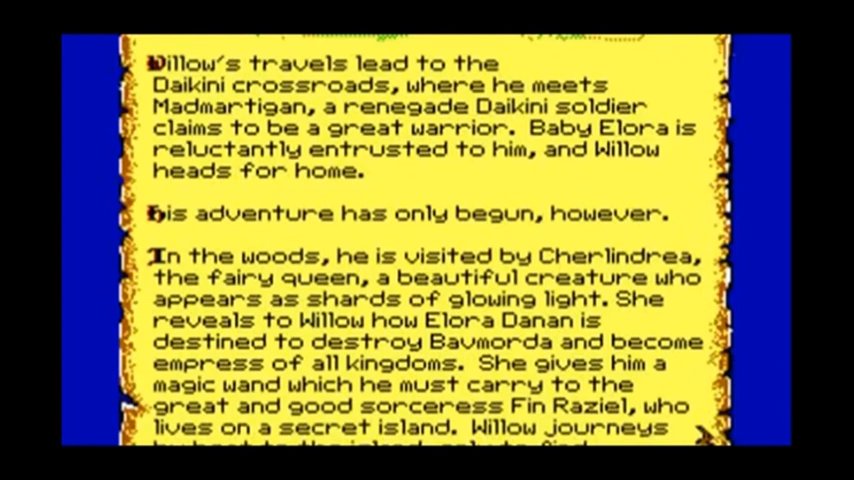 Willow's travels lead to the
Daikini crossroads, where he meets
Madmartigan, a renegade Daikini soldier
claims to be a great warrior. Baby Elora is
reluctantly entrusted to him, and Willow
heads for home.
His adventure has only begun, however.
In the woods, he is visited by Cherlindrea,
the fairy queen, a beautiful creature who
appears as shards of glowing light. She
reveals to Willow how Elora Danan is
destined to destroy Bavmorda and become
empress of all kingdoms. She gives him a
magic wand which he must carry to the
great and good sorceress Fin Raziel, who
lives on a secret island. Willow journeys